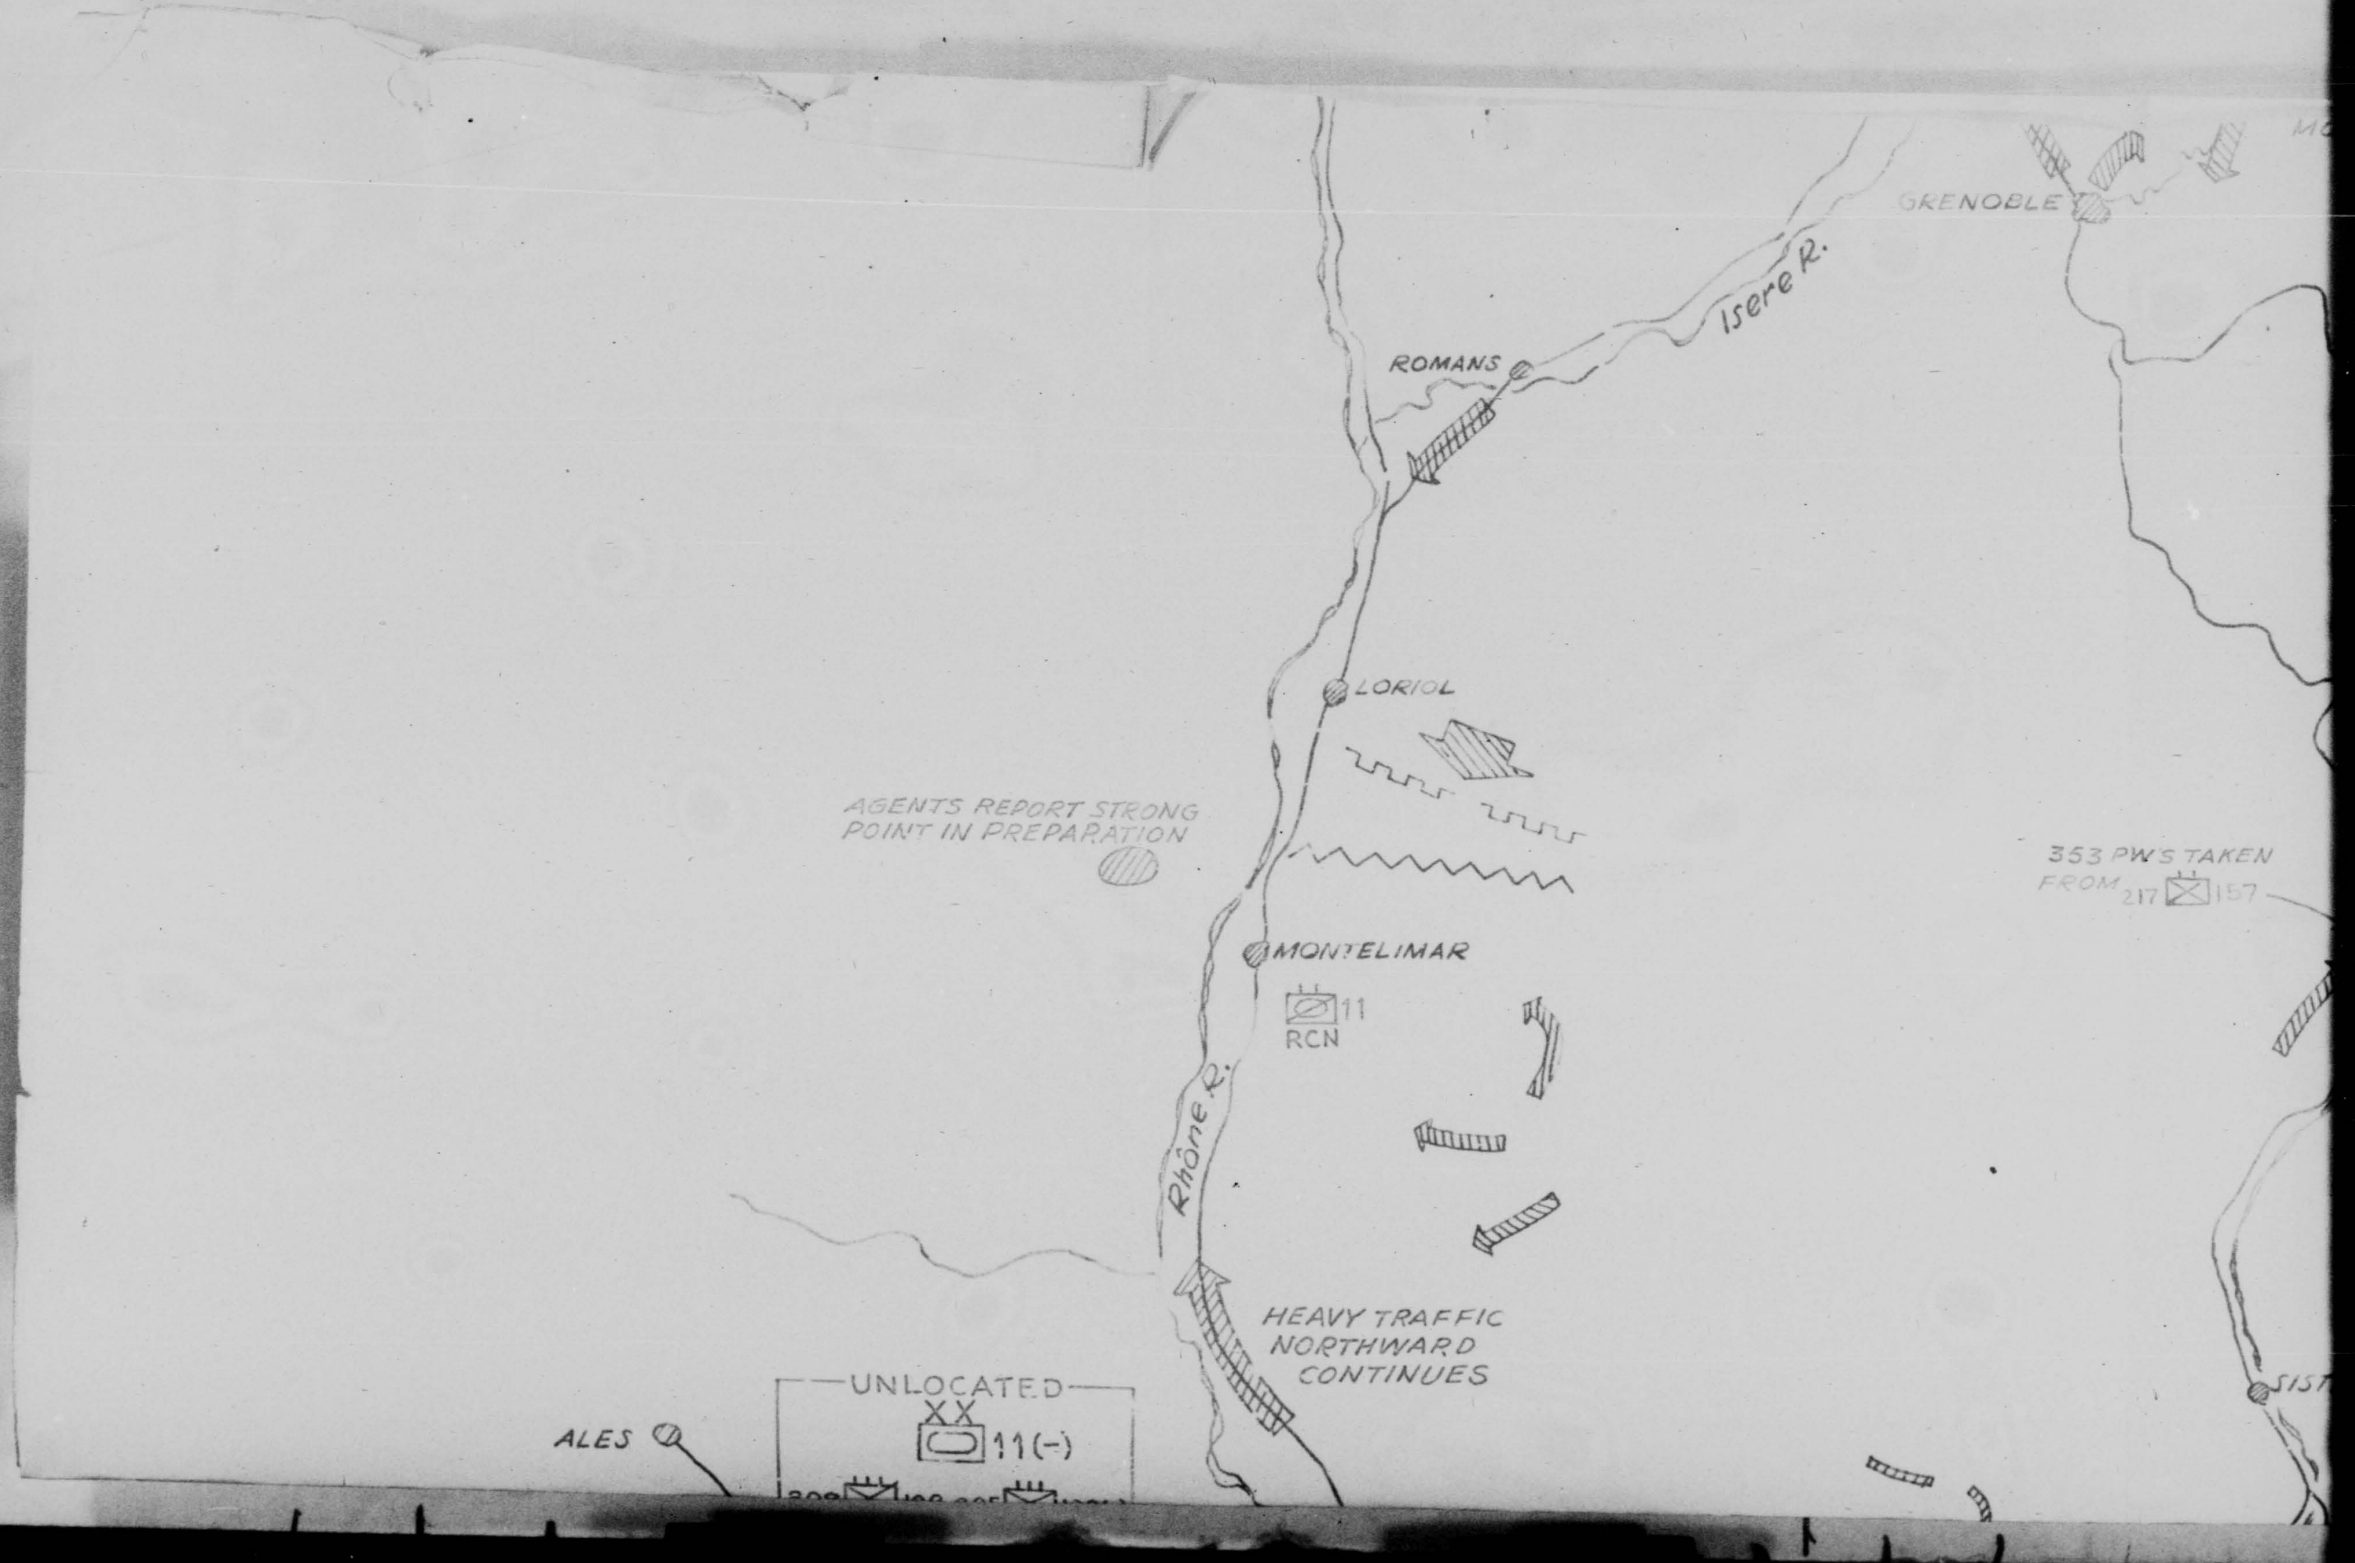 GRENOBLE
Isere R.
ROMANS
LORIOL
AGENTS REPORT STRONG
POINT IN PREPARATION
353 PW'S TAKEN
FROM 217 157
MONTELIMAR
11
RCN
Rhône R.
HEAVY TRAFFIC
NORTHWARD
CONTINUES
UNLOCATED
XX
11(-)
ALES